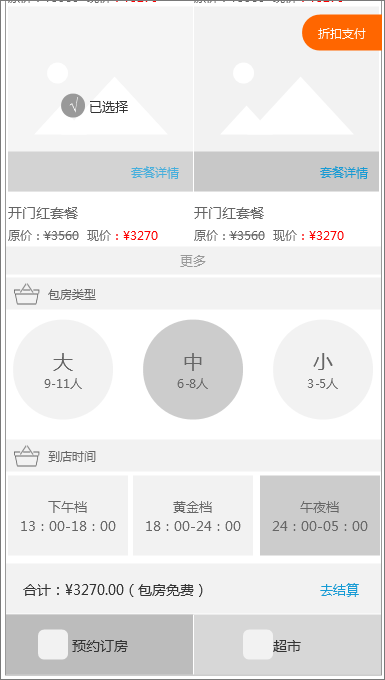 折扣支付
√ 已选择
套餐详情 套餐详情
开门红套餐 开门红套餐
原价：¥3560 现价：¥3270 原价：¥3560 现价：¥3270
更多
包房类型
大 中 小
9-11人 6-8人 3-5人
到店时间
下午档 黄金档 午夜档
13：00-18：00 18：00-24：00 24：00-05：00
合计：¥3270.00（包房免费） 去结算
预约订房 超市